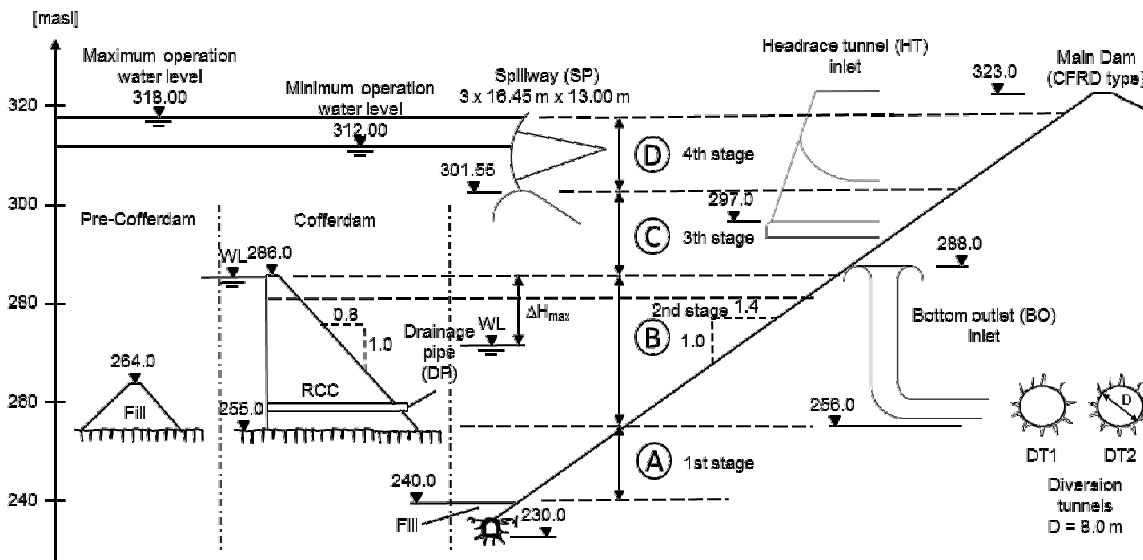 [masl]
Maximum operation
water level
318.00
Minimum operation
water level
312.00
Spillway (SP)
3 x 16.45 m x 13.00 m
Headrace tunnel (HT)
inlet
Main Dam
(CFRD type)
323.0
320
301.55
D 4th stage
300
297.0
Pre-Cofferdam
Cofferdam
C 3th stage
288.0
WL 286.0
280
ΔHmax
2nd stage
1.4
0.8
1.0
Drainage
pipe
(DP)
WL
B
1.0
Bottom outlet (BO)
Inlet
264.0
RCC
Fill
260
255.0
256.0
D
DT1
DT2
A 1st stage
240.0
240
Fill
230.0
Diversion
tunnels
D = 8.0 m